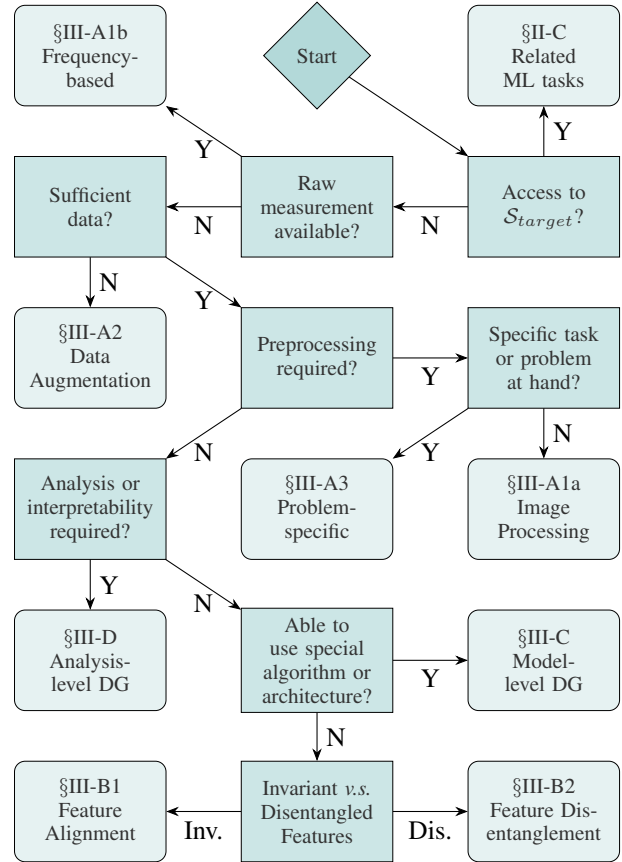 §III-A1b
Frequency-
based
Start
§II-C
Related
ML tasks
Y
Y
Sufficient
data?
N
Raw
measurement
available?
N
Access to
S_target?
N
Y
§III-A2
Data
Augmentation
Preprocessing
required?
Y
Specific task
or problem
at hand?
N
Y
N
Analysis or
interpretability
required?
§III-A3
Problem-
specific
§III-A1a
Image
Processing
Y
N
§III-D
Analysis-
level DG
Able to
use special
algorithm or
architecture?
Y
§III-C
Model-
level DG
N
§III-B1
Feature
Alignment
Inv.
Invariant v.s.
Disentangled
Features
Dis.
§III-B2
Feature Dis-
entanglement